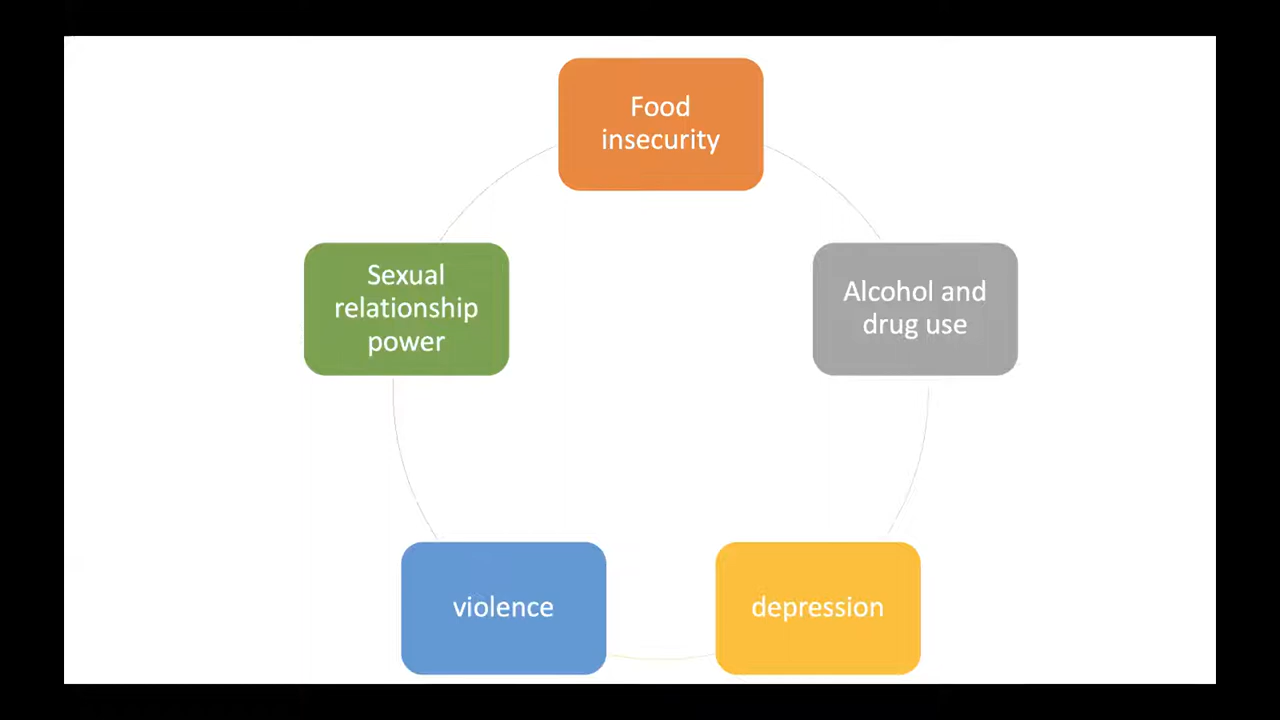 Food
insecurity
Alcohol and
drug use
depression
violence
Sexual
relationship
power